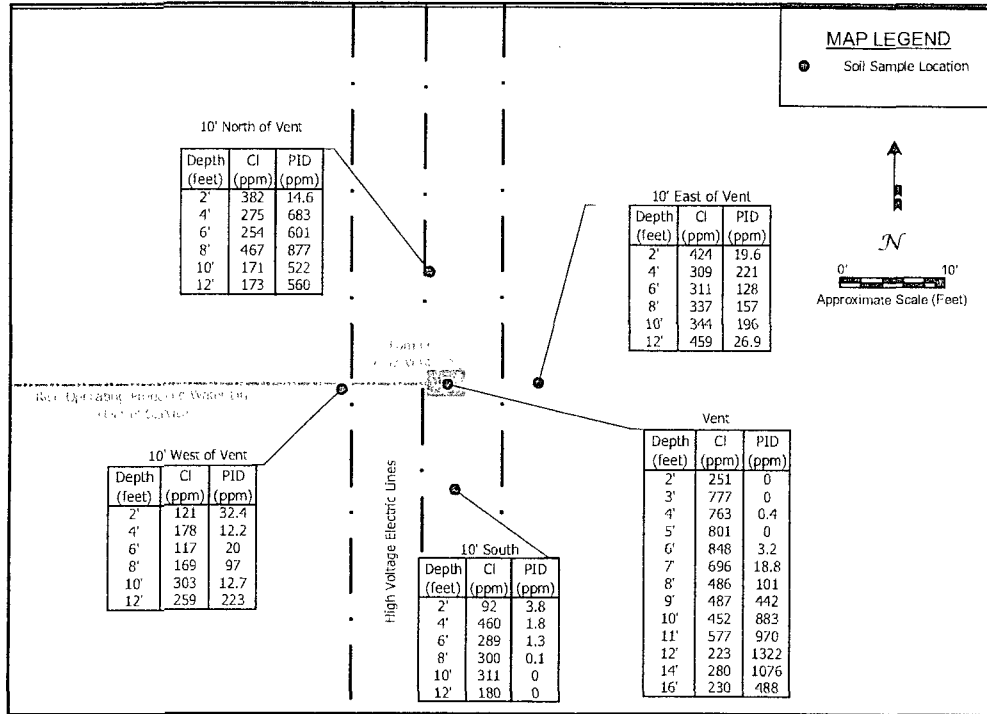 MAP LEGEND
Soil Sample Location
N
0' 10'
Approximate Scale (Feet)
10' North of Vent
Depth (feet) Cl (ppm) PID (ppm)
2' 382 14.6
4' 275 683
6' 254 601
8' 467 877
10' 171 522
12' 173 560
10' East of Vent
Depth (feet) Cl (ppm) PID (ppm)
2' 424 19.6
4' 309 221
6' 311 128
8' 337 157
10' 344 196
12' 459 26.9
Operating Produced Water
10' West of Vent
Depth (feet) Cl (ppm) PID (ppm)
2' 121 32.4
4' 178 12.2
6' 117 20
8' 169 97
10' 303 12.7
12' 259 223
High Voltage Electric Lines
10' South
Depth (feet) Cl (ppm) PID (ppm)
2' 92 3.8
4' 460 1.8
6' 289 1.3
8' 300 0.1
10' 311 0
12' 180 0
Vent
Depth (feet) Cl (ppm) PID (ppm)
2' 251 0
3' 777 0
4' 763 0.4
5' 801 0
6' 848 3.2
7' 696 18.8
8' 486 101
9' 487 442
10' 452 883
11' 577 970
12' 223 1322
14' 280 1076
16' 230 488